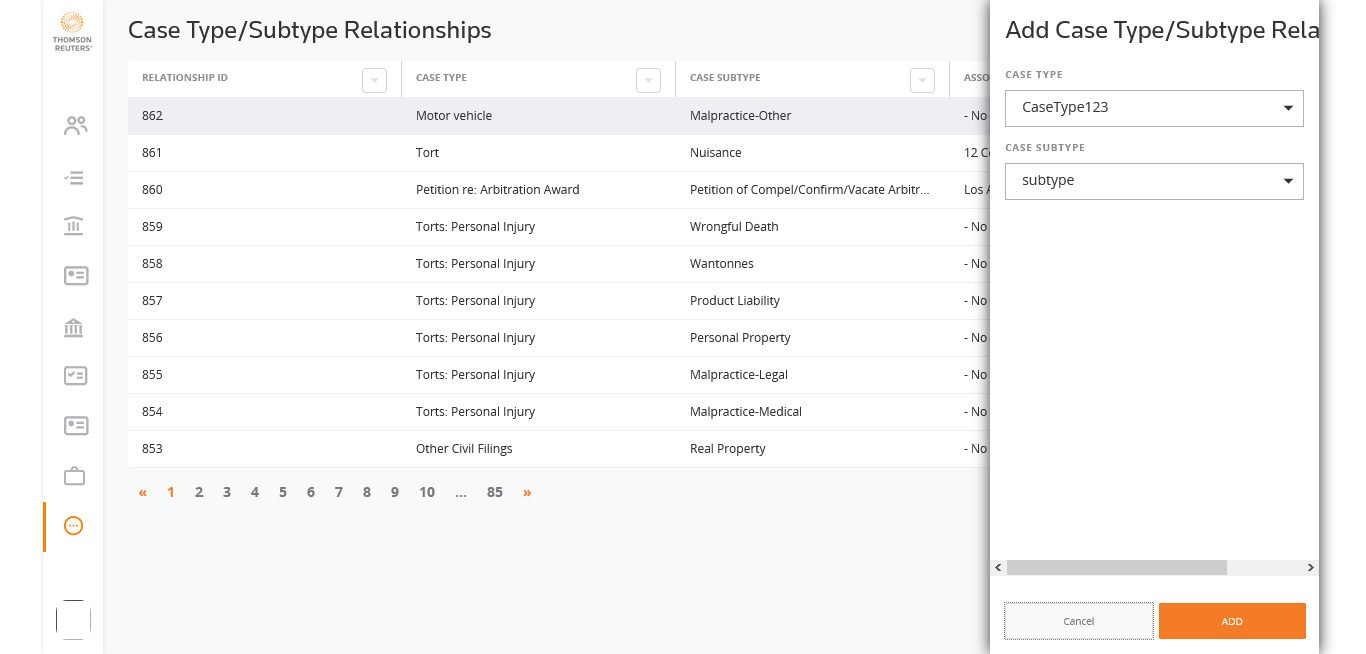 THOMSON
REUTERS®
Case Type/Subtype Relationships
RELATIONSHIP ID CASE TYPE CASE SUBTYPE ASSO
862 Motor vehicle Malpractice-Other - No
861 Tort Nuisance 12 C
860 Petition re: Arbitration Award Petition of Compel/Confirm/Vacate Arbitr... Los A
859 Torts: Personal Injury Wrongful Death - No
858 Torts: Personal Injury Wantonnes - No
857 Torts: Personal Injury Product Liability - No
856 Torts: Personal Injury Personal Property - No
855 Torts: Personal Injury Malpractice-Legal - No
854 Torts: Personal Injury Malpractice-Medical - No
853 Other Civil Filings Real Property - No
« 1 2 3 4 5 6 7 8 9 10 ... 85 »
Add Case Type/Subtype Rela
CASE TYPE
CaseType123
CASE SUBTYPE
subtype
Cancel ADD